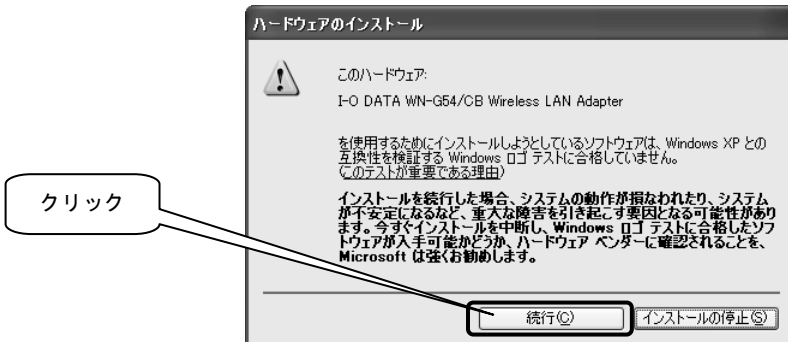 ハードウェアのインストール
このハードウェア:
I-O DATA WN-G54/CB Wireless LAN Adapter
を使用するためにインストールしようとしているソフトウェアは、Windows XP との
互換性を検証する Windows ロゴ テストに合格していません。
(このテストが重要である理由)
インストールを続行した場合、システムの動作が損なわれたり、システム
が不安定になるなど、重大な障害を引き起こす要因となる可能性があり
ます。今すぐインストールを中断し、Windows ロゴ テストに合格したソフ
トウェアが入手可能かどうか、ハードウェア ベンダーに確認されることを、
Microsoft は強くお勧めします。
クリック
続行(C)
インストールの停止(S)